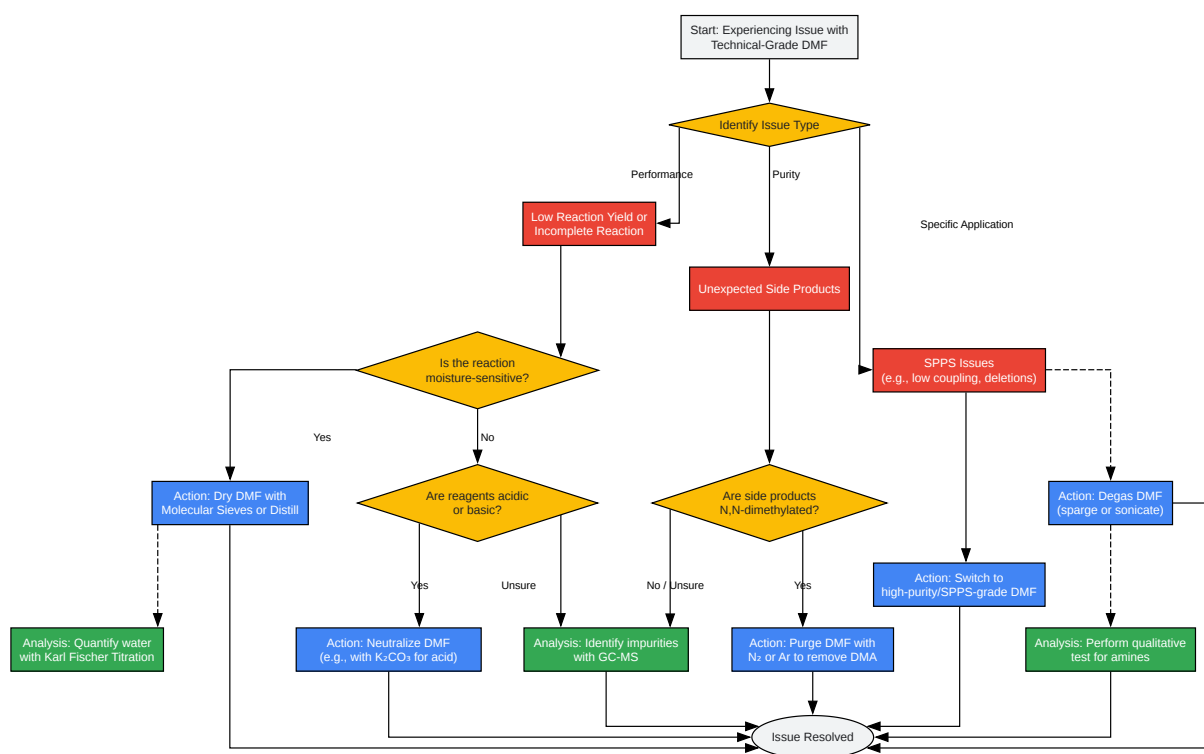 Start: Experiencing Issue with
Technical-Grade DMF
Identify Issue Type
Performance
Purity
Specific Application
Low Reaction Yield or
Incomplete Reaction
Unexpected Side Products
Is the reaction
moisture-sensitive?
SPPS Issues
(e.g., low coupling, deletions)
Yes
No
Action: Dry DMF with
Molecular Sieves or Distill
Are reagents acidic
or basic?
Are side products
N,N-dimethylated?
Action: Degas DMF
(sparge or sonicate)
Yes
Unsure
No / Unsure
Yes
Action: Switch to
high-purity/SPPS-grade DMF
Analysis: Quantify water
with Karl Fischer Titration
Action: Neutralize DMF
(e.g., with K₂CO₃ for acid)
Analysis: Identify impurities
with GC-MS
Action: Purge DMF with
N₂ or Ar to remove DMA
Analysis: Perform qualitative
test for amines
Issue Resolved